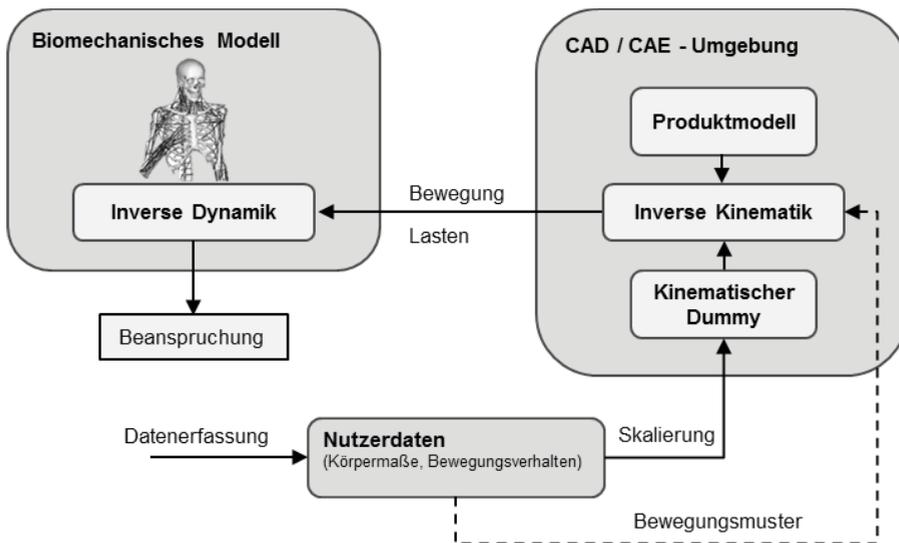 Biomechanisches Modell
Inverse Dynamik
Beanspruchung
Bewegung
Lasten
CAD / CAE - Umgebung
Produktmodell
Inverse Kinematik
Kinematischer
Dummy
Datenerfassung
Nutzerdaten
(Körpermaße, Bewegungsverhalten)
Skalierung
Bewegungsmuster